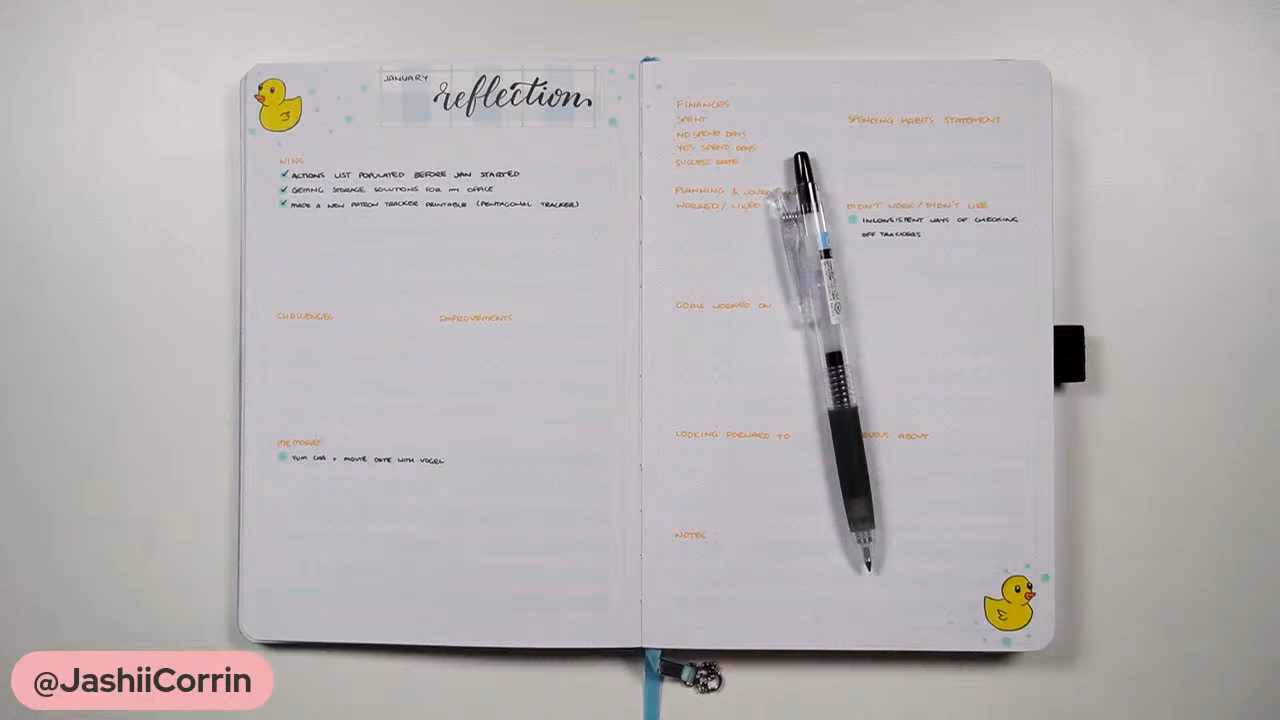 JANUARY
reflection
WINS
ACTIONS LIST POPULATED BEFORE JAN STARTED
GETTING STORAGE SOLUTIONS FOR MY OFFICE
MADE A NEW PATRON TRACKER PRINTABLE (PENTAGONAL TRACKER)
CHALLENGES
IMPROVEMENTS
MEMORIES
YUM CHA + MOVIE DATE WITH VOGEL
FINANCES
SPENT
NO SPEND DAYS
YES SPEND DAYS
SUCCESS RATE
SPENDING HABITS STATEMENT
PLANNING &
WORKED/LIKED
DIDN'T WORK/DIDN'T LIKE
INCONSISTENT WAYS OF CHECKING
OFF TRACKERS
GOALS WORKED ON
LOOKING FORWARD TO
ABOUT
NOTES
@JashiiCorrin